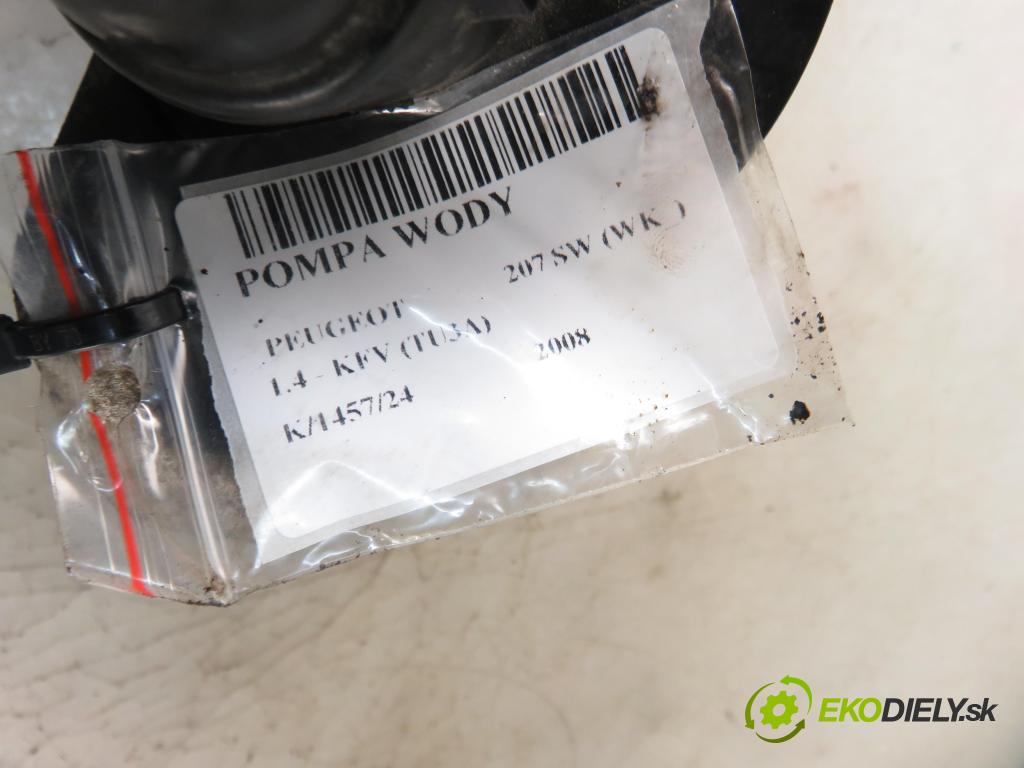 POMPA WODY
PEUGEOT 207 SW (WK_)
1.4 - KFV (TU3A) 2008
K/1457/24
EKODIELY.sk